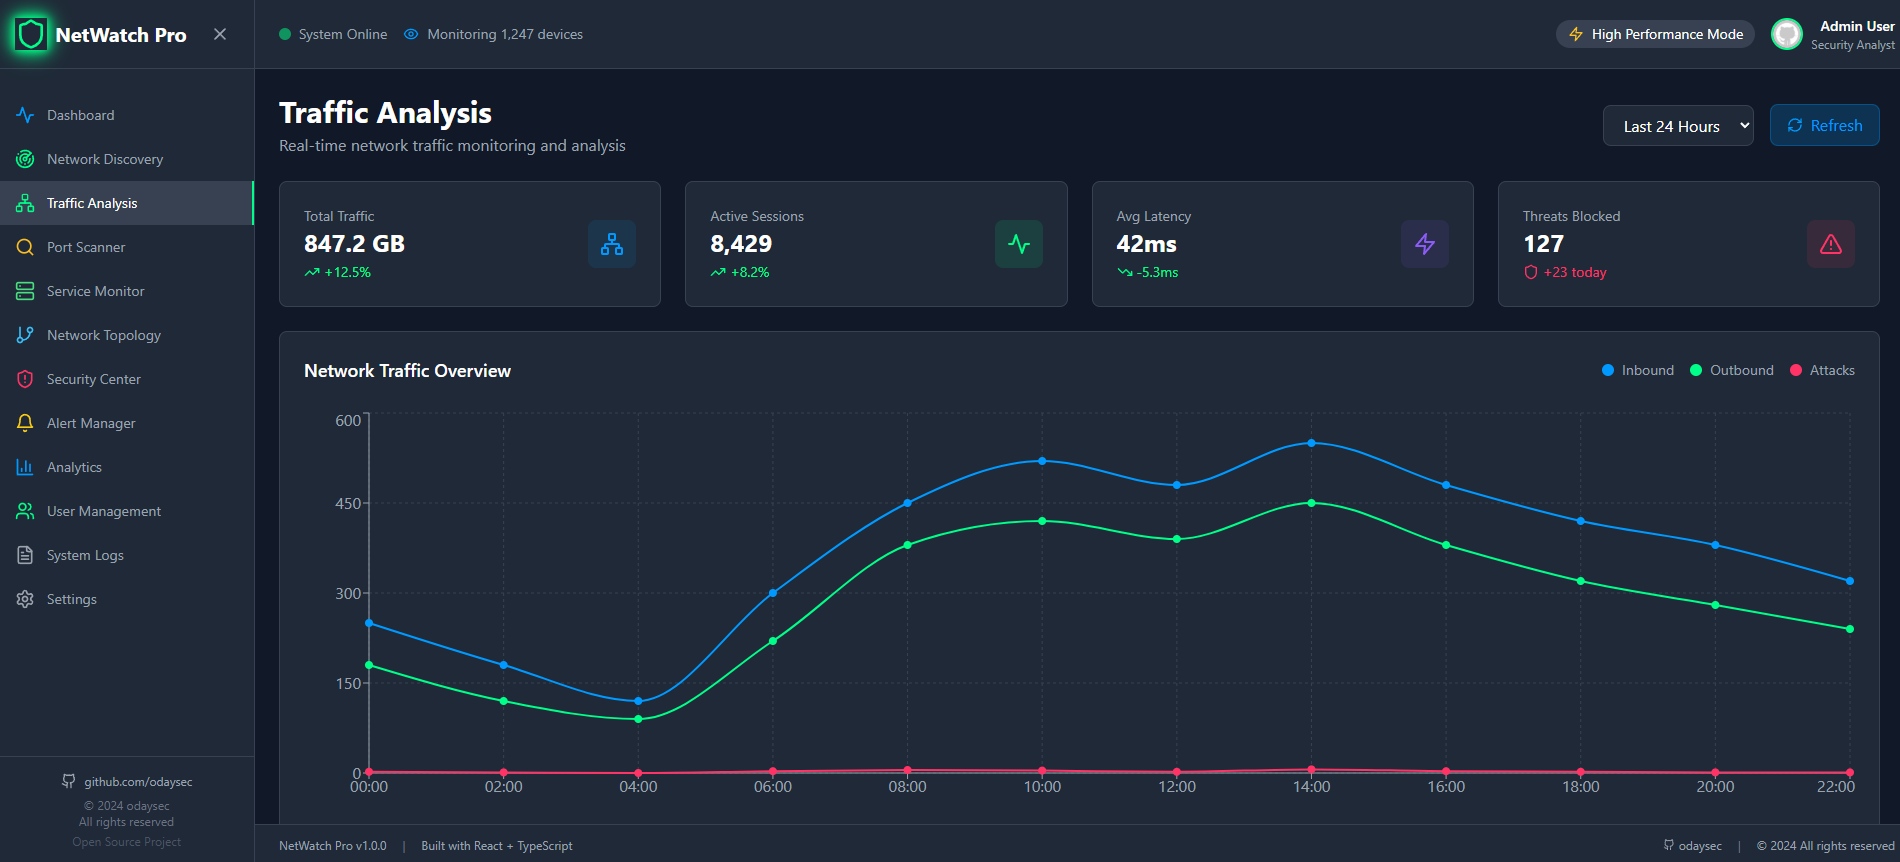 NetWatch Pro
System Online
Monitoring 1,247 devices
High Performance Mode
Admin User
Security Analyst
Dashboard
Network Discovery
Traffic Analysis
Port Scanner
Service Monitor
Network Topology
Security Center
Alert Manager
Analytics
User Management
System Logs
Settings
github.com/odaysec
© 2024 odaysec
All rights reserved
Open Source Project
Traffic Analysis
Real-time network traffic monitoring and analysis
Last 24 Hours
Refresh
Total Traffic
847.2 GB
+12.5%
Active Sessions
8,429
+8.2%
Avg Latency
42ms
-5.3ms
Threats Blocked
127
+23 today
Network Traffic Overview
Inbound
Outbound
Attacks
600
450
300
150
0
00:00 02:00 04:00 06:00 08:00 10:00 12:00 14:00 16:00 18:00 20:00 22:00
NetWatch Pro v1.0.0 | Built with React + TypeScript
odaysec | © 2024 All rights reserved